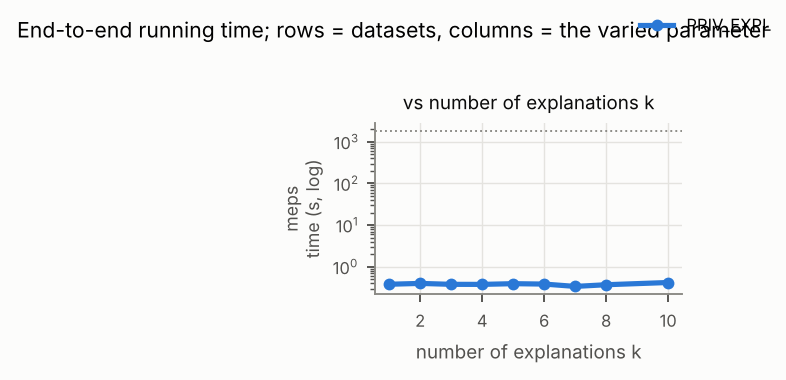 End-to-end running time; rows = datasets, columns = the varied parameter
PRIV_EXPL
vs number of explanations k
10³
10²
10¹
10⁰
meps
time (s, log)
2 4 6 8 10
number of explanations k